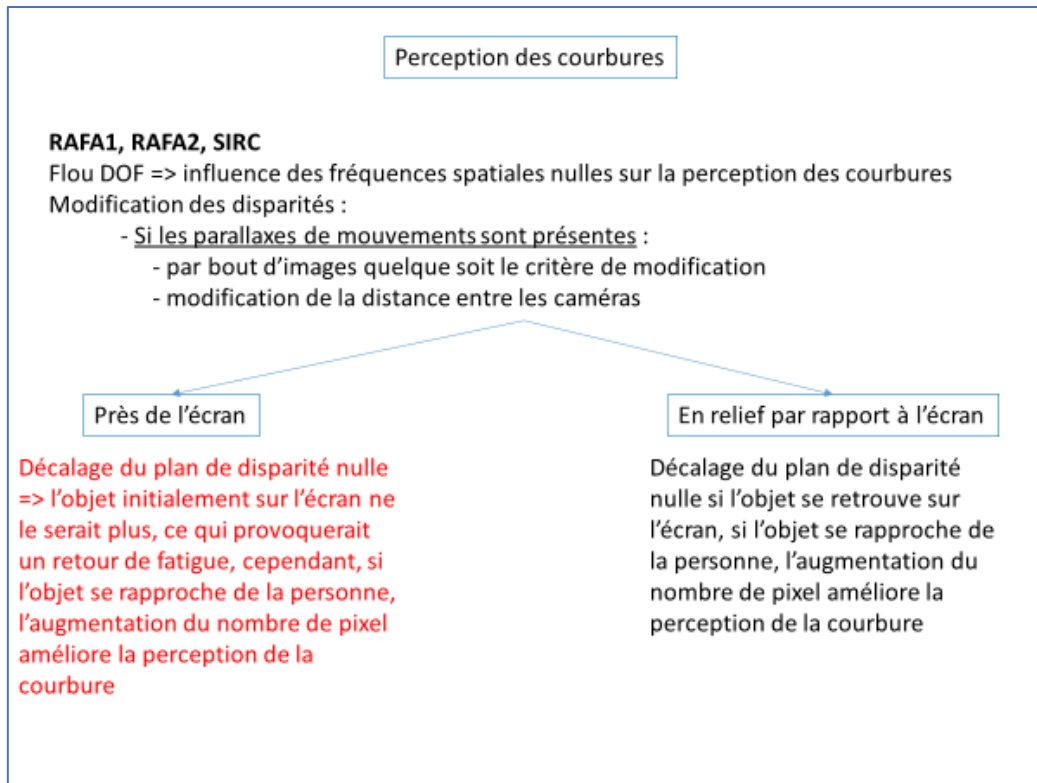 Perception des courbures
RAFA1, RAFA2, SIRC
Flou DOF => influence des fréquences spatiales nulles sur la perception des courbures
Modification des disparités :
- Si les parallaxes de mouvements sont présentes :
- par bout d'images quelque soit le critère de modification
- modification de la distance entre les caméras
Près de l'écran
Décalage du plan de disparité nulle
=> l'objet initialement sur l'écran ne
le serait plus, ce qui provoquerait
un retour de fatigue, cependant, si
l'objet se rapproche de la personne,
l'augmentation du nombre de pixel
améliore la perception de la
courbure
En relief par rapport à l'écran
Décalage du plan de disparité
nulle si l'objet se retrouve sur
l'écran, si l'objet se rapproche de
la personne, l'augmentation du
nombre de pixel améliore la
perception de la courbure